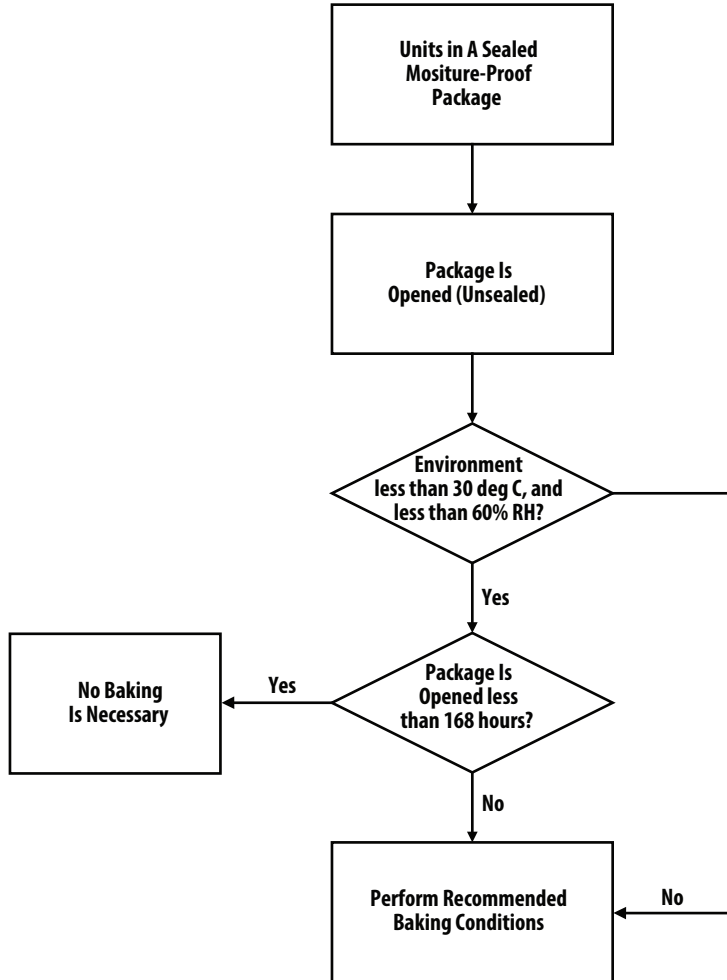 Units in A Sealed
Mositure-Proof
Package
Package Is
Opened (Unsealed)
Environment
less than 30 deg C, and
less than 60% RH?
Yes
Package Is
Opened less
than 168 hours?
Yes
No Baking
Is Necessary
No
Perform Recommended
Baking Conditions
No